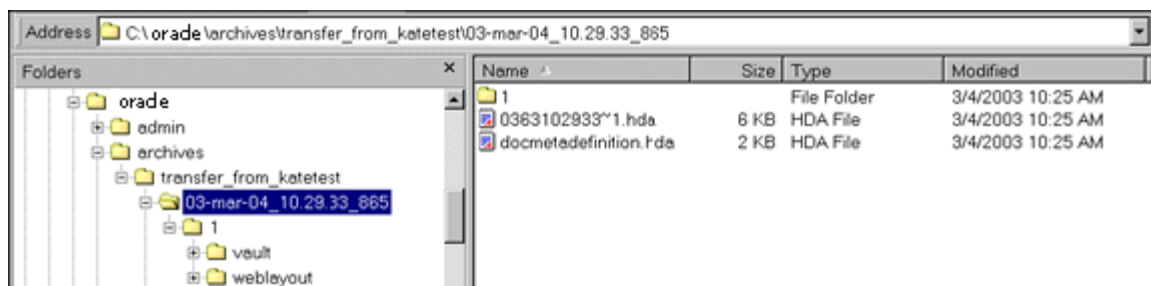 Address C:\oracle\archives\transfer_from_katetest\03-mar-04_10.29.33_865
Folders × Name Size Type Modified
oracle
admin
archives
transfer_from_katetest
03-mar-04_10.29.33_865
1
vault
weblayout
1 File Folder 3/4/2003 10:25 AM
0363102933~1.hda 6 KB HDA File 3/4/2003 10:25 AM
docmetadefinition.hda 2 KB HDA File 3/4/2003 10:25 AM